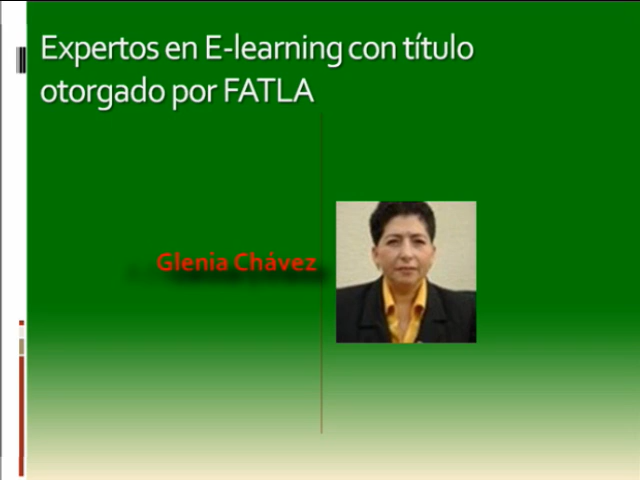 Expertos en E-learning con título
otorgado por FATLA
Glenia Chávez